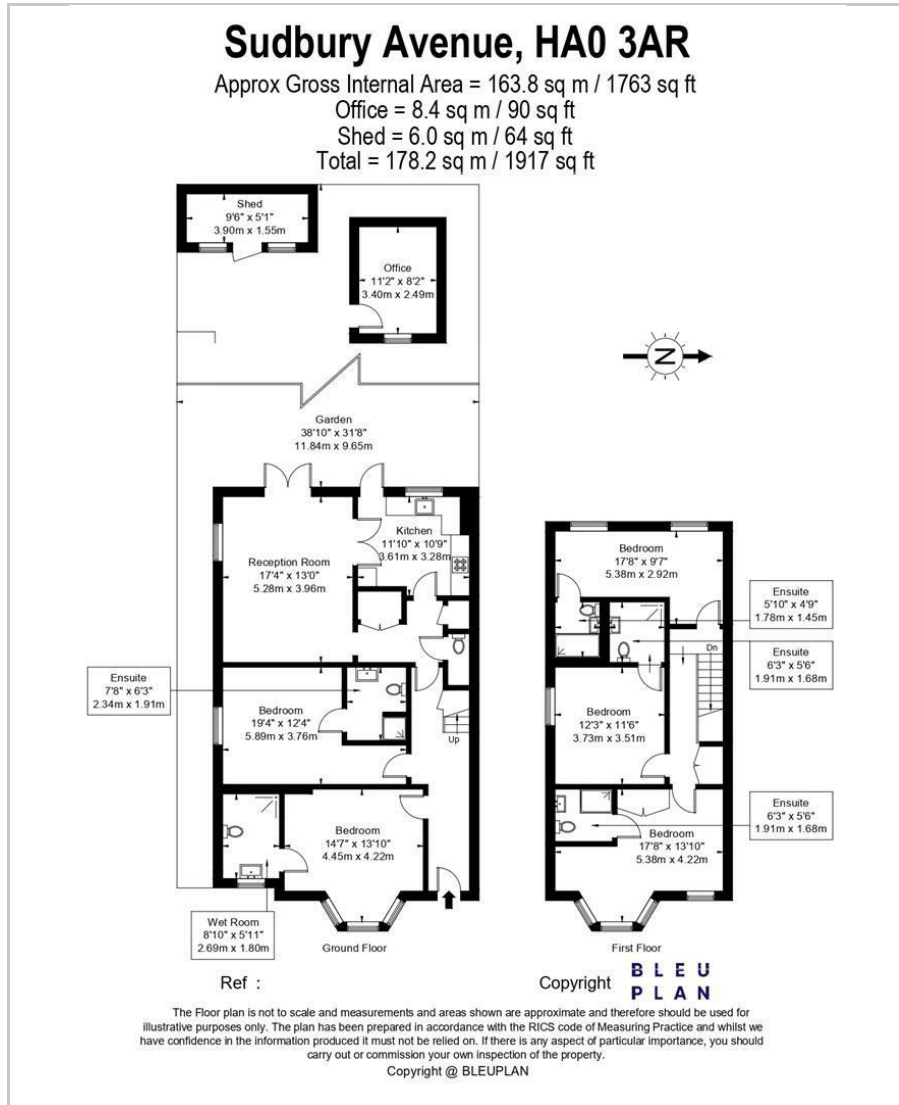 Sudbury Avenue, HA0 3AR
Approx Gross Internal Area = 163.8 sq m / 1763 sq ft
Office = 8.4 sq m / 90 sq ft
Shed = 6.0 sq m / 64 sq ft
Total = 178.2 sq m / 1917 sq ft
Shed
9'6" x 5'1"
3.90m x 1.55m
Office
11'2" x 8'2"
3.40m x 2.49m
N
Garden
38'10" x 31'8"
11.84m x 9.65m
Kitchen
11'10" x 10'9"
3.61m x 3.28m
Reception Room
17'4" x 13'0"
5.28m x 3.96m
Ensuite
7'8" x 6'3"
2.34m x 1.91m
Bedroom
19'4" x 12'4"
5.89m x 3.76m
Up
Bedroom
14'7" x 13'10"
4.45m x 4.22m
Wet Room
8'10" x 5'11"
2.69m x 1.80m
Ground Floor
Bedroom
17'8" x 9'7"
5.38m x 2.92m
Ensuite
5'10" x 4'9"
1.78m x 1.45m
Dn
Ensuite
6'3" x 5'6"
1.91m x 1.68m
Bedroom
12'3" x 11'6"
3.73m x 3.51m
Ensuite
6'3" x 5'6"
1.91m x 1.68m
Bedroom
17'8" x 13'10"
5.38m x 4.22m
First Floor
Ref :
Copyright
BLEU
PLAN
The Floor plan is not to scale and measurements and areas shown are approximate and therefore should be used for
illustrative purposes only. The plan has been prepared in accordance with the RICS code of Measuring Practice and whilst we
have confidence in the information produced it must not be relied on. If there is any aspect of particular importance, you should
carry out or commission your own inspection of the property.
Copyright @ BLEUPLAN